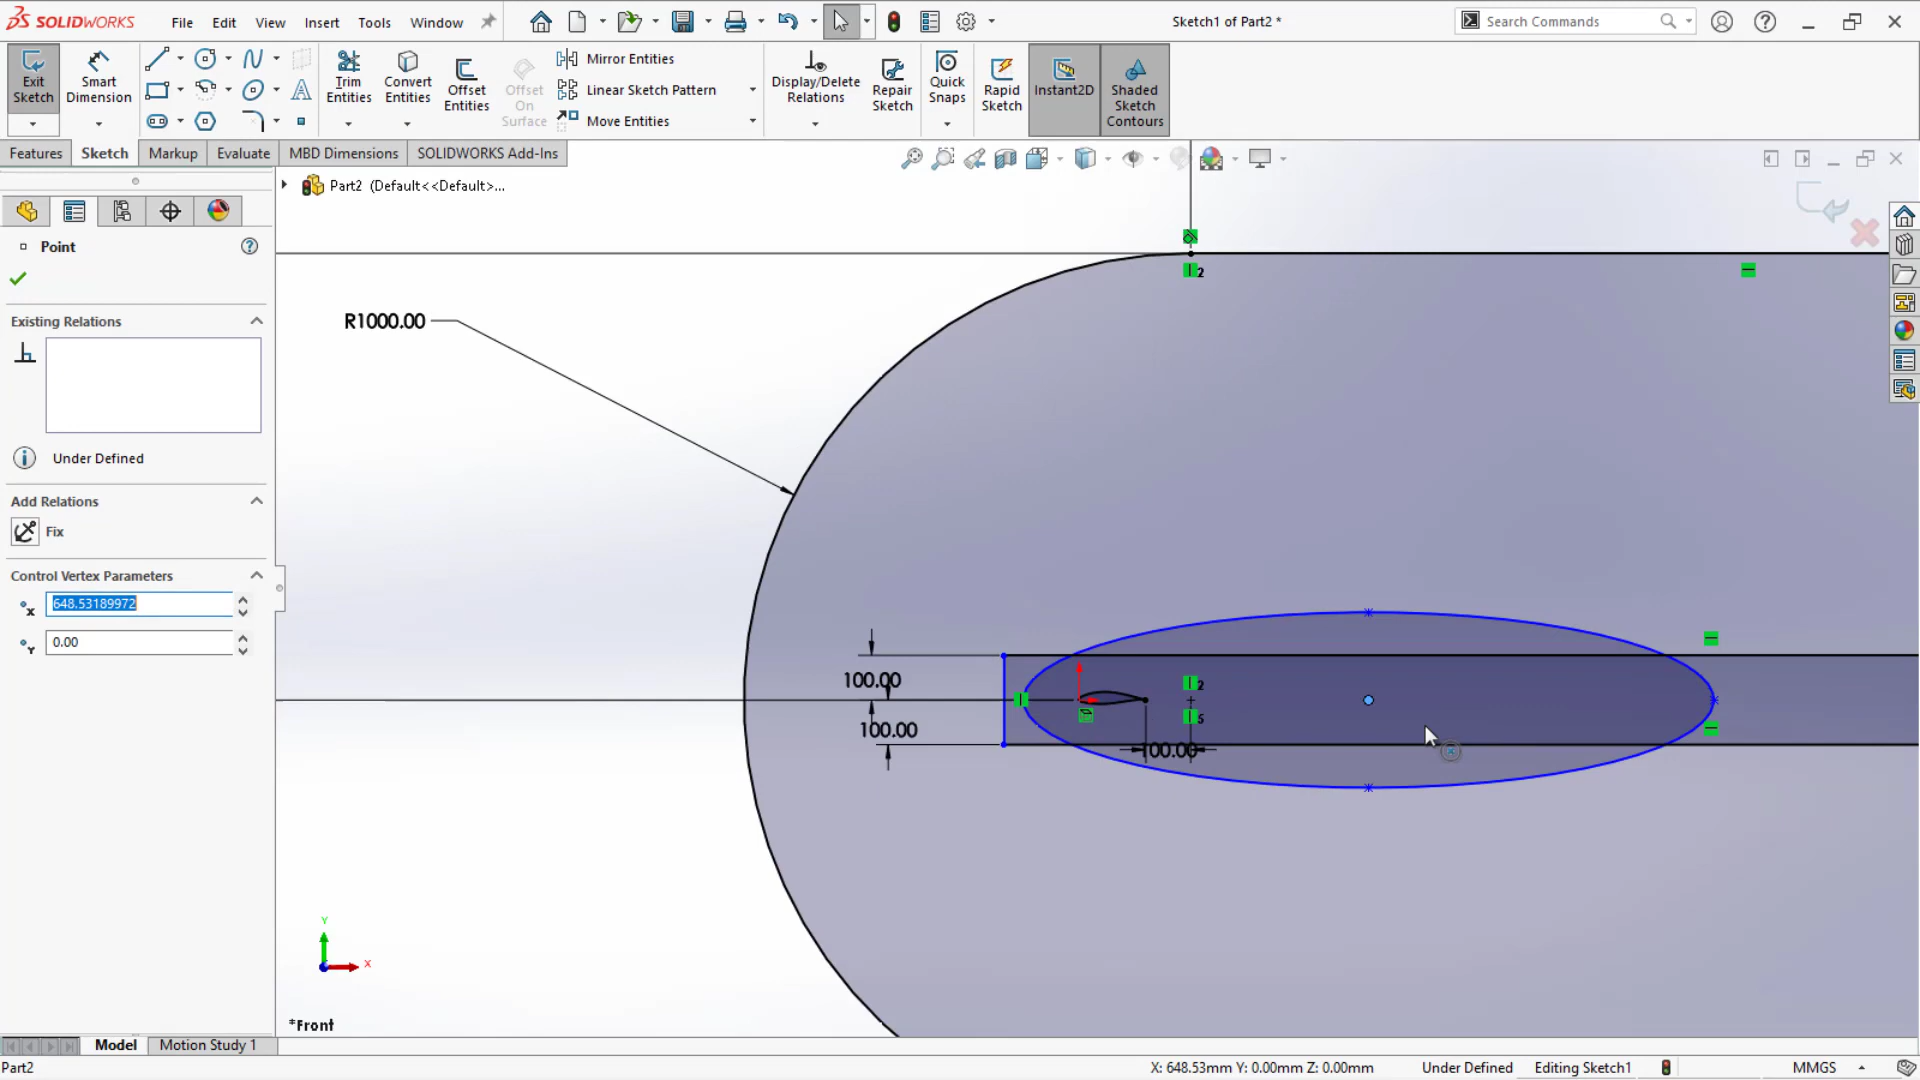 SOLIDWORKS File Edit View Insert Tools Window Sketch1 of Part2 * Search Commands
Exit Sketch
Smart Dimension
Trim Entities
Convert Entities
Offset Entities
Offset On Surface
Mirror Entities
Linear Sketch Pattern
Move Entities
Display/Delete Relations
Repair Sketch
Quick Snaps
Rapid Sketch
Instant2D
Shaded Sketch Contours
Features Sketch Markup Evaluate MBD Dimensions SOLIDWORKS Add-Ins
Part2 (Default<<Default>...
Point
Existing Relations
Under Defined
Add Relations
Fix
Control Vertex Parameters
X 648.53189972
Y 0.00
2
R1000.00
100.00
2
100.00
5
100.00
Y
X
*Front
Model Motion Study 1
Part2 X: 648.53mm Y: 0.00mm Z: 0.00mm Under Defined Editing Sketch1 MMGS